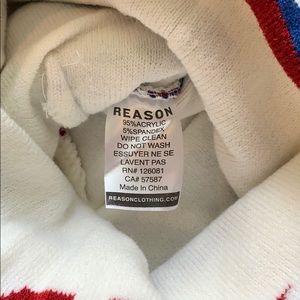 REASON
95%ACRYLIC
5%SPANDEX
WIPE CLEAN
DO NOT WASH
ESSUYER NE SE
LAVENT PAS
RN# 126081
CA# 57587
Made In China
REASONCLOTHING.COM